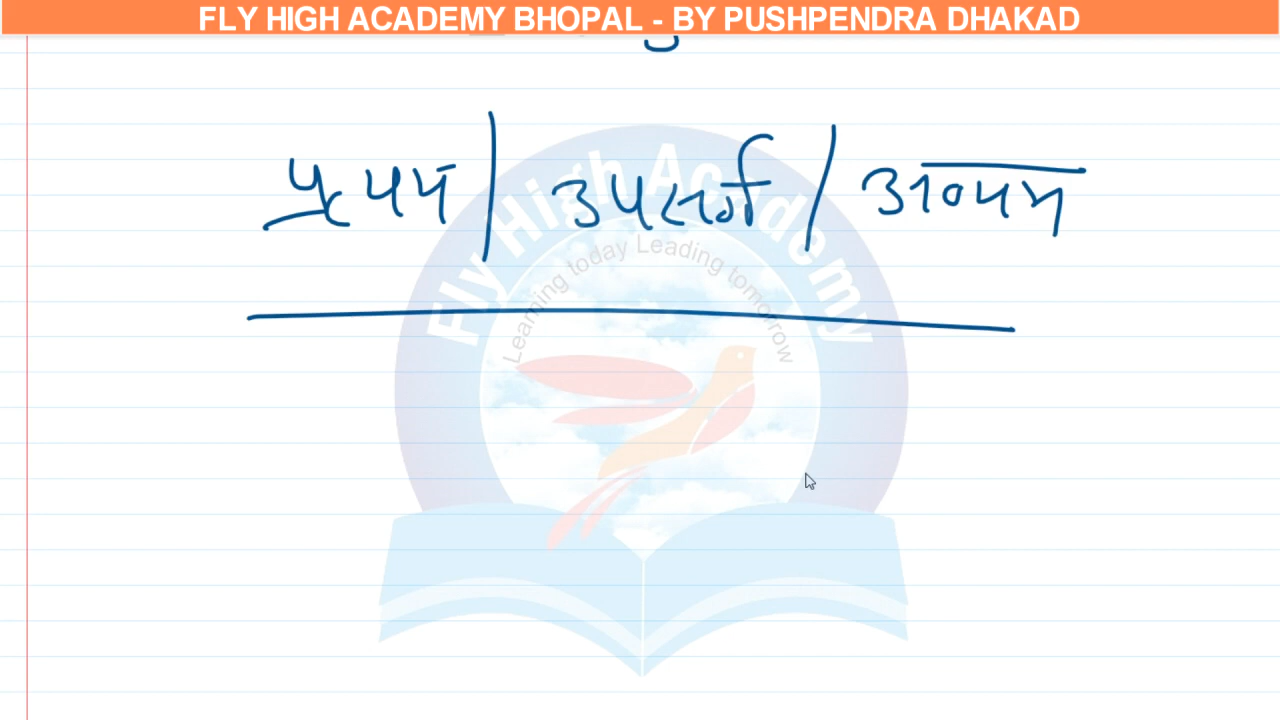 FLY HIGH ACADEMY BHOPAL - BY PUSHPENDRA DHAKAD
प्रत्यय | उपसर्ग / अव्यय
Fly High Academy
Learning today Leading tomorrow